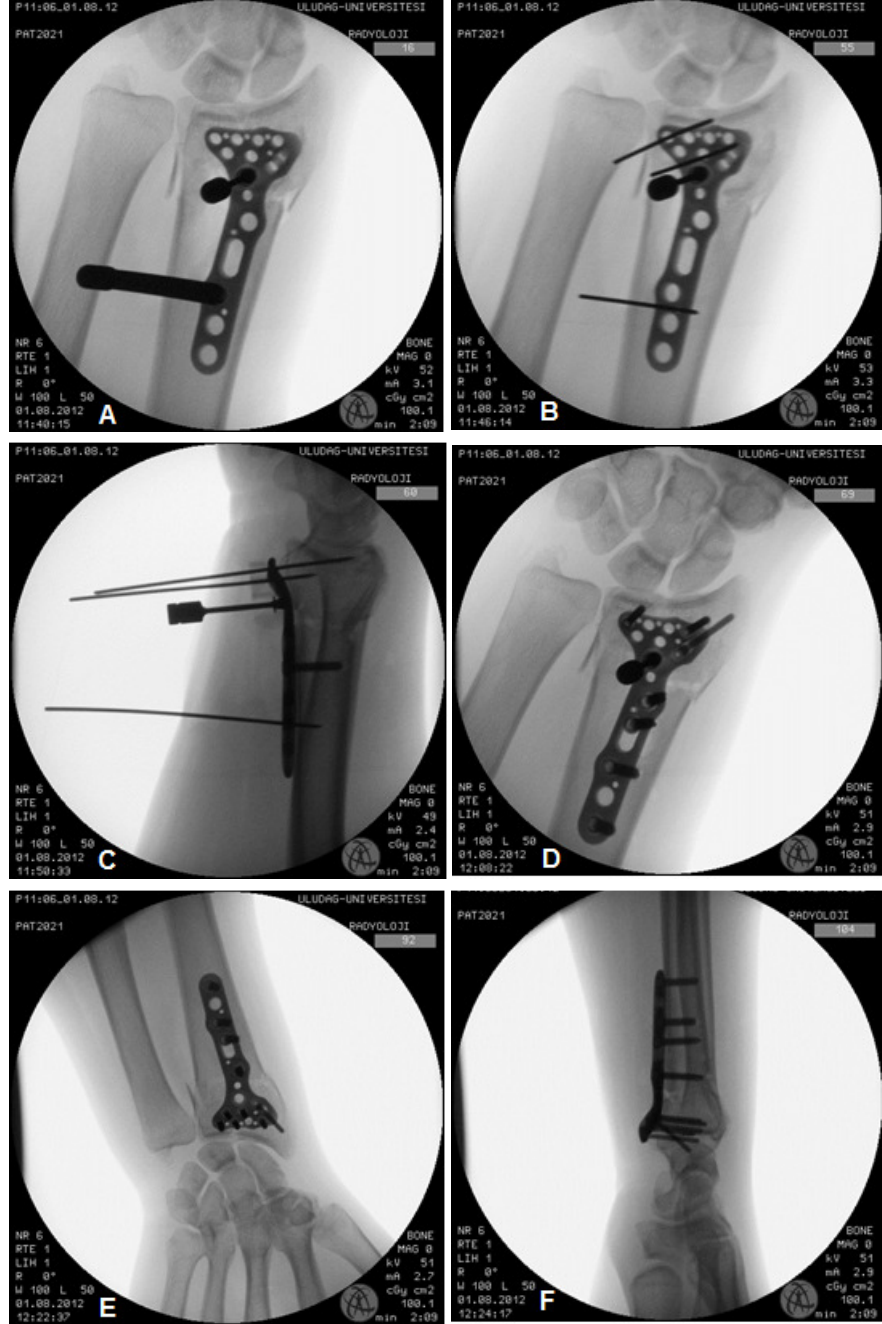 P11:06_01.08.12 ULUDAG-UNIVERSITESI
PAT2021 RADYOLOJI
16
NR 6 BONE
RTE 1 MAG 0
LIH 1 kV 52
R 0° mA 3.1
W 100 L 50 cGy cm2
01.08.2012 100.1
11:40:15 min 2:09
A
P11:06_01.08.12 ULUDAG-UNIVERSITESI
PAT2021 RADYOLOJI
55
NR 6 BONE
RTE 1 MAG 0
LIH 1 kV 53
R 0° mA 3.3
W 100 L 50 cGy cm2
01.08.2012 100.1
11:46:14 min 2:09
B
P11:06_01.08.12 ULUDAG-UNIVERSITESI
PAT2021 RADYOLOJI
60
NR 6 BONE
RTE 1 MAG 0
LIH 1 kV 49
R 0° mA 2.4
W 100 L 50 cGy cm2
01.08.2012 100.1
11:50:33 min 2:09
C
P11:06_01.08.12 ULUDAG-UNIVERSITESI
PAT2021 RADYOLOJI
69
NR 6 BONE
RTE 1 MAG 0
LIH 1 kV 51
R 0° mA 2.9
W 100 L 50 cGy cm2
01.08.2012 100.1
12:08:22 min 2:09
D
P11:06_01.08.12 ULUDAG-UNIVERSITESI
PAT2021 RADYOLOJI
92
NR 6 BONE
RTE 1 MAG 0
LIH 1 kV 51
R 0° mA 2.7
W 100 L 50 cGy cm2
01.08.2012 100.1
12:22:37 min 2:09
E
PAT2021 RADYOLOJI
104
NR 6 BONE
RTE 1 MAG 0
LIH 1 kV 51
R 0° mA 2.9
W 100 L 50 cGy cm2
01.08.2012 100.1
12:24:17 min 2:09
F